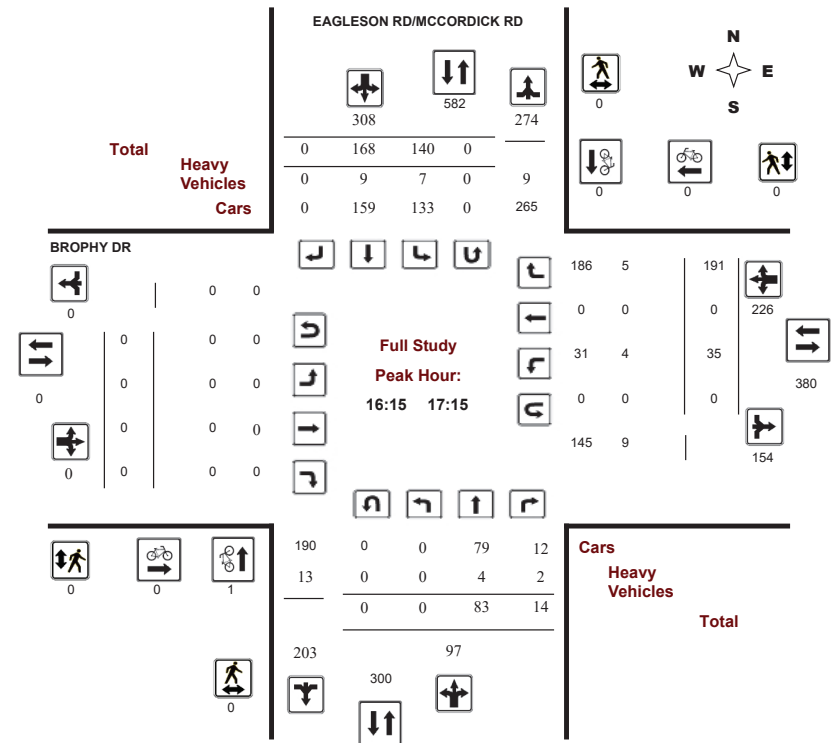 EAGLESON RD/MCCORDICK RD
N
W E
S
582
0
308 274
Total
0 168 140 0
Heavy
Vehicles
0 9 7 0 9
Cars
0 159 133 0 265
0 0 0
BROPHY DR
0 0
0
186 5 191
226
0 0 0
0 0 0
0
31 4 35
380
0 0 0
0 0 0
0 0 0
0
145 9
154
0 0 0
Full Study
Peak Hour:
16:15 17:15
190 0 0 79 12
13 0 0 4 2
0 0 83 14
203 97
300
0 0 1
0
Cars
Heavy
Vehicles
Total